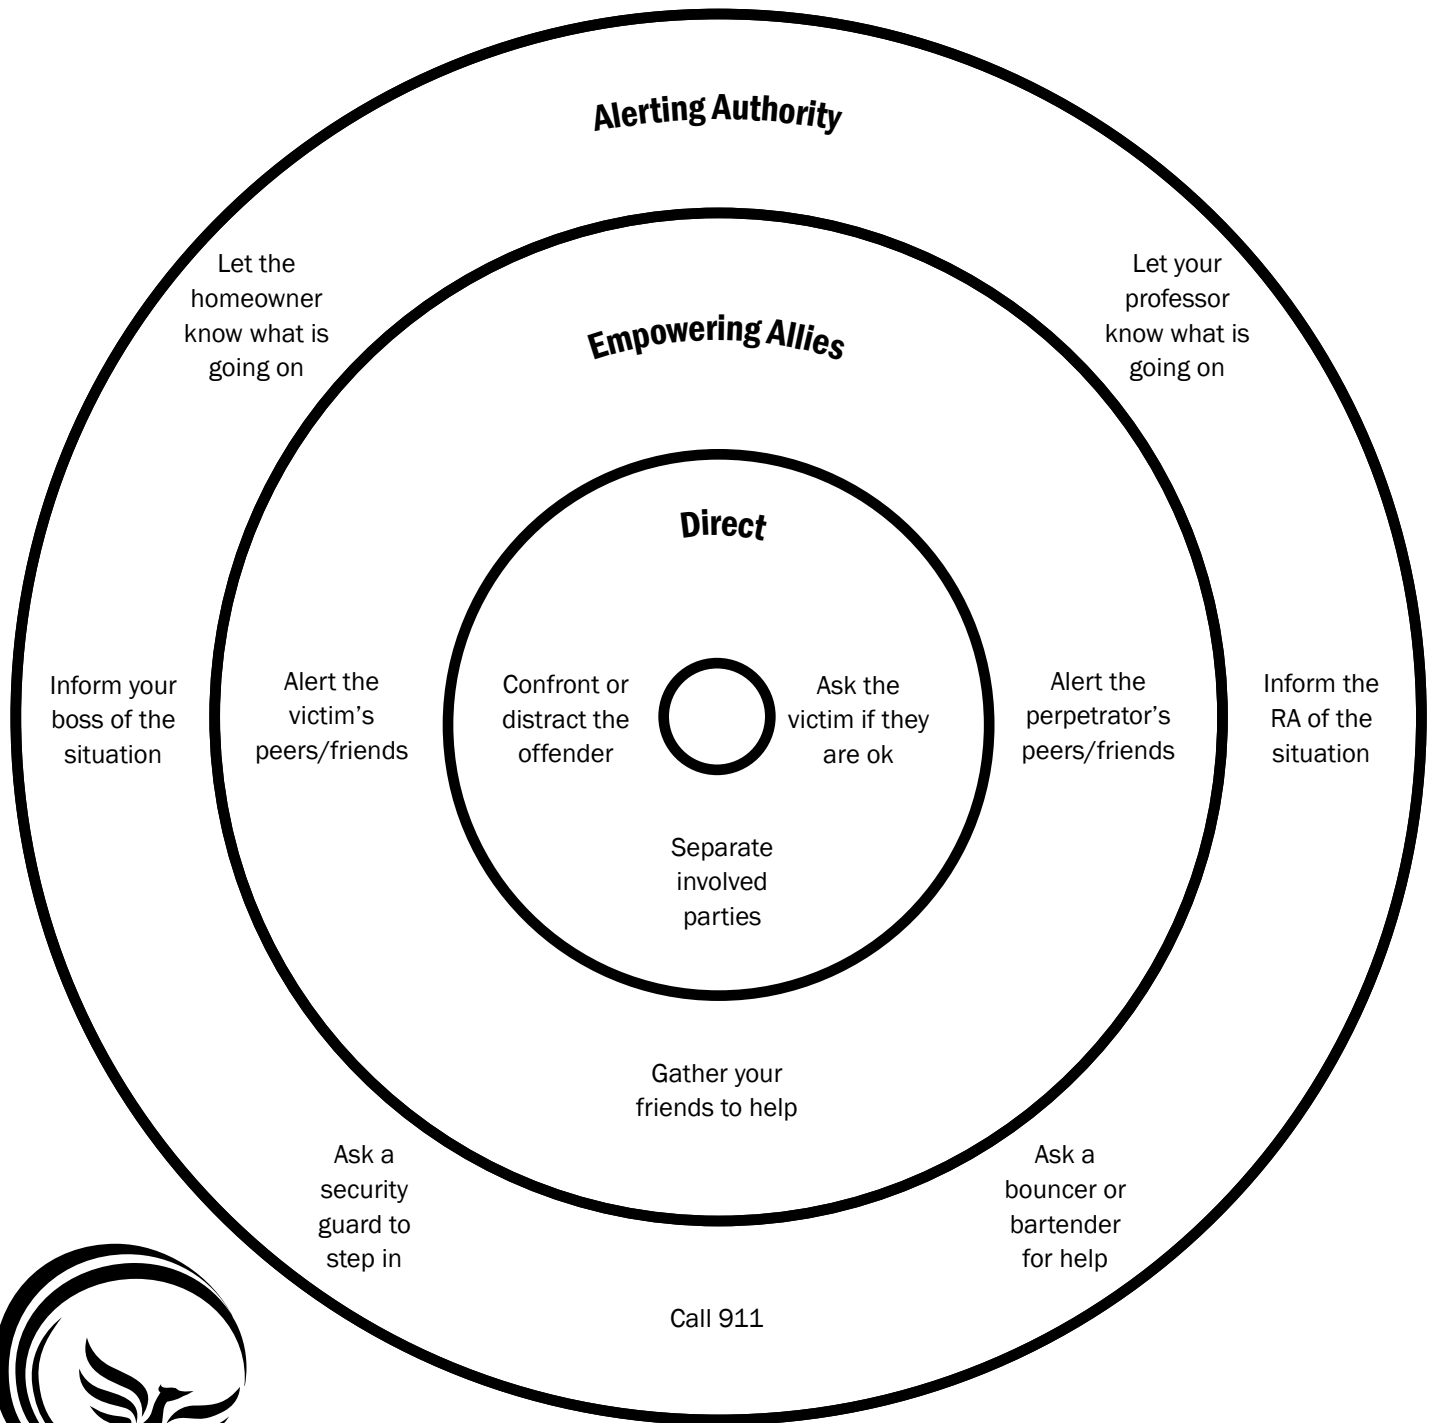 Alerting Authority
Let the
homeowner
know what is
going on
Let your
professor
know what is
going on
Empowering Allies
Direct
Inform your
boss of the
situation
Alert the
victim’s
peers/friends
Confront or
distract the
offender
Ask the
victim if they
are ok
Alert the
perpetrator’s
peers/friends
Inform the
RA of the
situation
Separate
involved
parties
Gather your
friends to help
Ask a
security
guard to
step in
Ask a
bouncer or
bartender
for help
Call 911